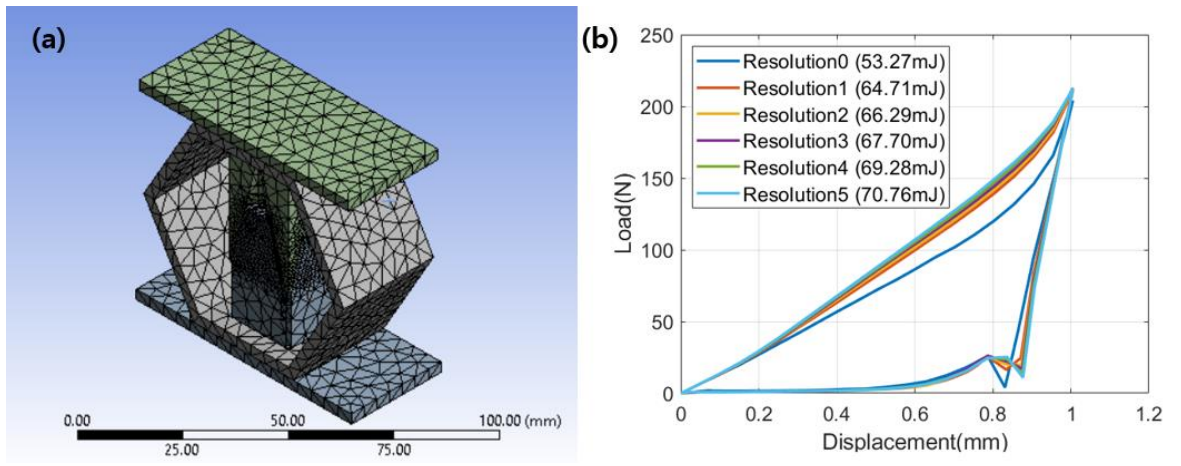 (a)
0.00 50.00 100.00 (mm)
25.00 75.00
(b)
250
200
150
100
50
0
Load(N)
Resolution0 (53.27mJ)
Resolution1 (64.71mJ)
Resolution2 (66.29mJ)
Resolution3 (67.70mJ)
Resolution4 (69.28mJ)
Resolution5 (70.76mJ)
0 0.2 0.4 0.6 0.8 1 1.2
Displacement(mm)